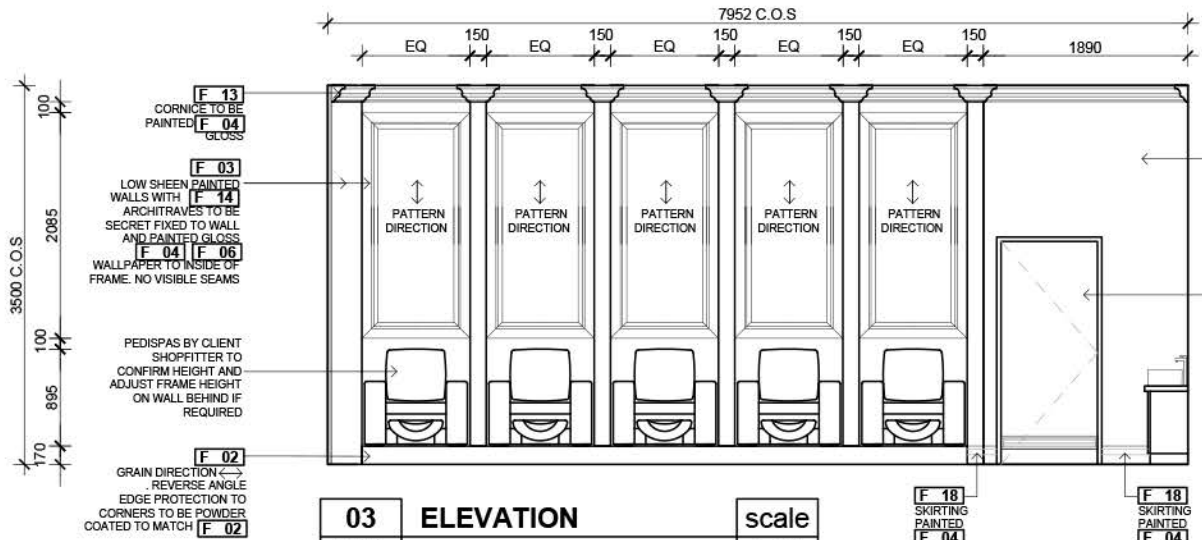 7952 C.O.S
EQ 150 EQ 150 EQ 150 EQ 150 EQ 150 1890
3500 C.O.S
100
2085
100
895
170
F 13
CORNICE TO BE
PAINTED F 04
GLOSS
F 03
LOW SHEEN PAINTED
WALLS WITH F 14
ARCHITRAVES TO BE
SECRET FIXED TO WALL
AND PAINTED GLOSS
F 04 F 06
WALLPAPER TO INSIDE OF
FRAME. NO VISIBLE SEAMS
PEDISPAS BY CLIENT
SHOPFITTER TO
CONFIRM HEIGHT AND
ADJUST FRAME HEIGHT
ON WALL BEHIND IF
REQUIRED
F 02
GRAIN DIRECTION
. REVERSE ANGLE
EDGE PROTECTION TO
CORNERS TO BE POWDER
COATED TO MATCH F 02
PATTERN
DIRECTION
PATTERN
DIRECTION
PATTERN
DIRECTION
PATTERN
DIRECTION
PATTERN
DIRECTION
03 ELEVATION scale
F 18
SKIRTING
PAINTED
F 04
F 18
SKIRTING
PAINTED
F 04